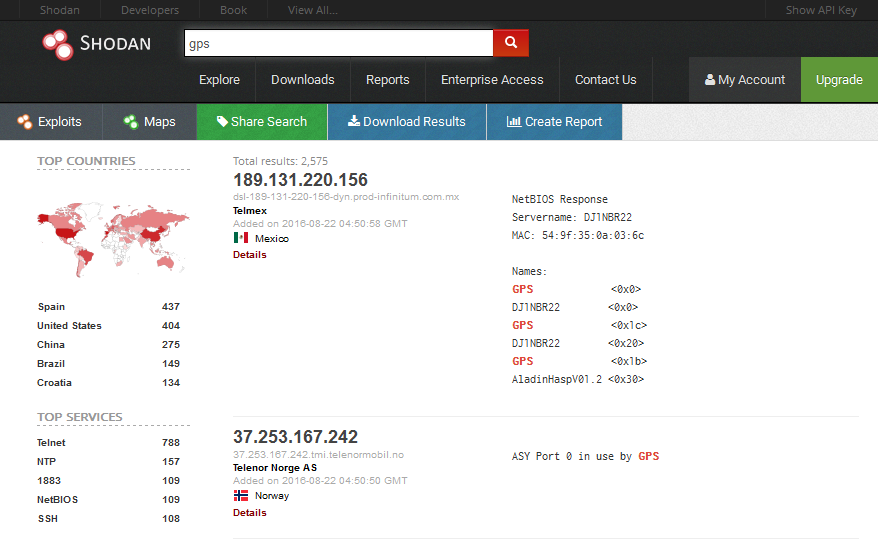 Shodan Developers Book View All... Show API Key
SHODAN gps
Explore Downloads Reports Enterprise Access Contact Us My Account Upgrade
Exploits Maps Share Search Download Results Create Report
TOP COUNTRIES
Spain 437
United States 404
China 275
Brazil 149
Croatia 134
TOP SERVICES
Telnet 788
NTP 157
1883 109
NetBIOS 109
SSH 108
Total results: 2,575
189.131.220.156
dsl-189-131-220-156-dyn.prod-infinitum.com.mx
Telmex
Added on 2016-08-22 04:50:58 GMT
Mexico
Details
NetBIOS Response
Servername: DJ1NBR22
MAC: 54:9f:35:0a:03:6c
Names:
GPS <0x0>
DJ1NBR22 <0x0>
GPS <0x1c>
DJ1NBR22 <0x20>
GPS <0x1b>
AladinHaspV01.2 <0x30>
37.253.167.242
37.253.167.242.tmi.telenormobil.no
Telenor Norge AS
Added on 2016-08-22 04:50:50 GMT
Norway
Details
ASY Port 0 in use by GPS